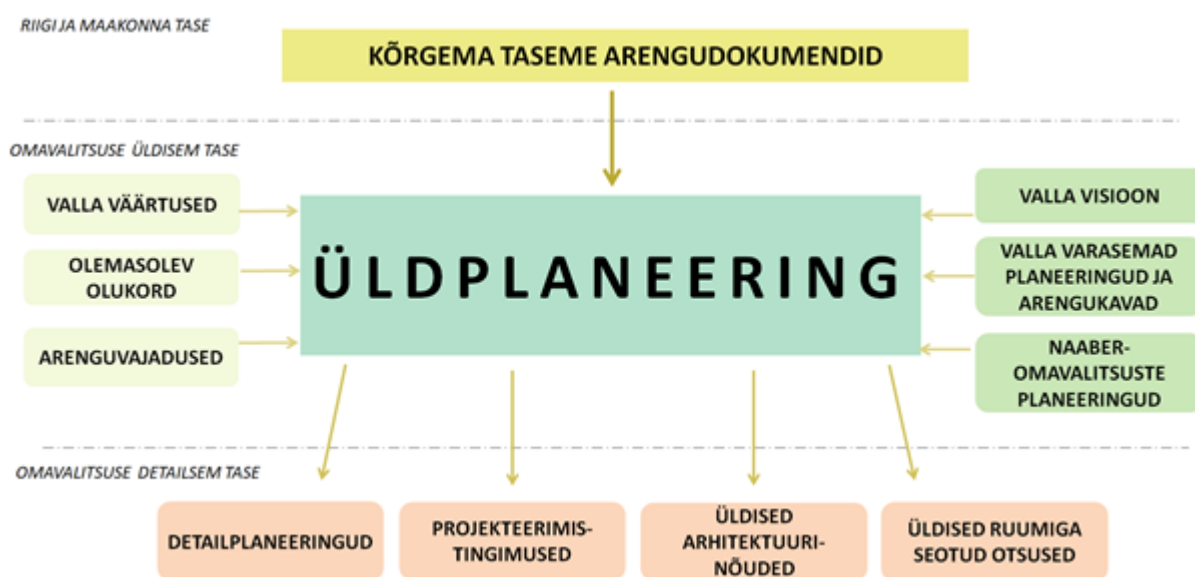 RIIGI JA MAAKONNA TASE
KÕRGEMA TASEME ARENGUDOKUMENDID
OMAVALITSUSE ÜLDISEM TASE
VALLA VÄÄRTUSED
OLEMASOLEV
OLUKORD
ARENGUVAJADUSED
ÜLDPLANEERING
VALLA VISIOON
VALLA VARASEMAD
PLANEERINGUD JA
ARENGUKAVAD
NAABER-
OMAVALITSUSTE
PLANEERINGUD
OMAVALITSUSE DETAILSEM TASE
DETAILPLANEERINGUD
PROJEKTEERIMIS-
TINGIMUSED
ÜLDISED
ARHITEKTUURI-
NÕUDED
ÜLDISED RUUMIGA
SEOTUD OTSUSED